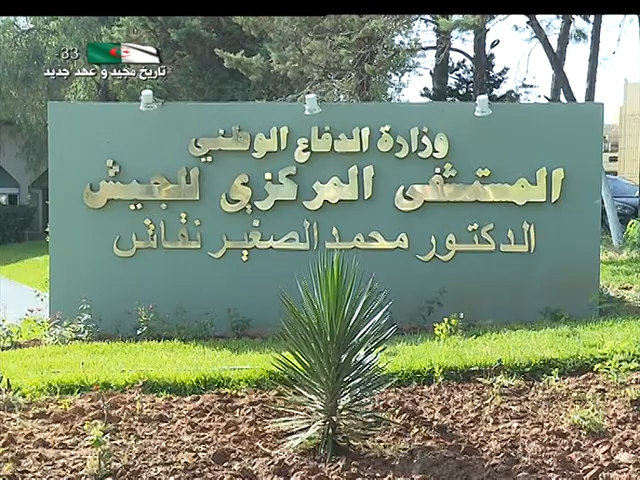 33
تاريخ مجيد و عهد جديد
وزارة الدفاع الوطني
المستشفى المركزي للجيش
الدكتور محمد الصغير نقاش